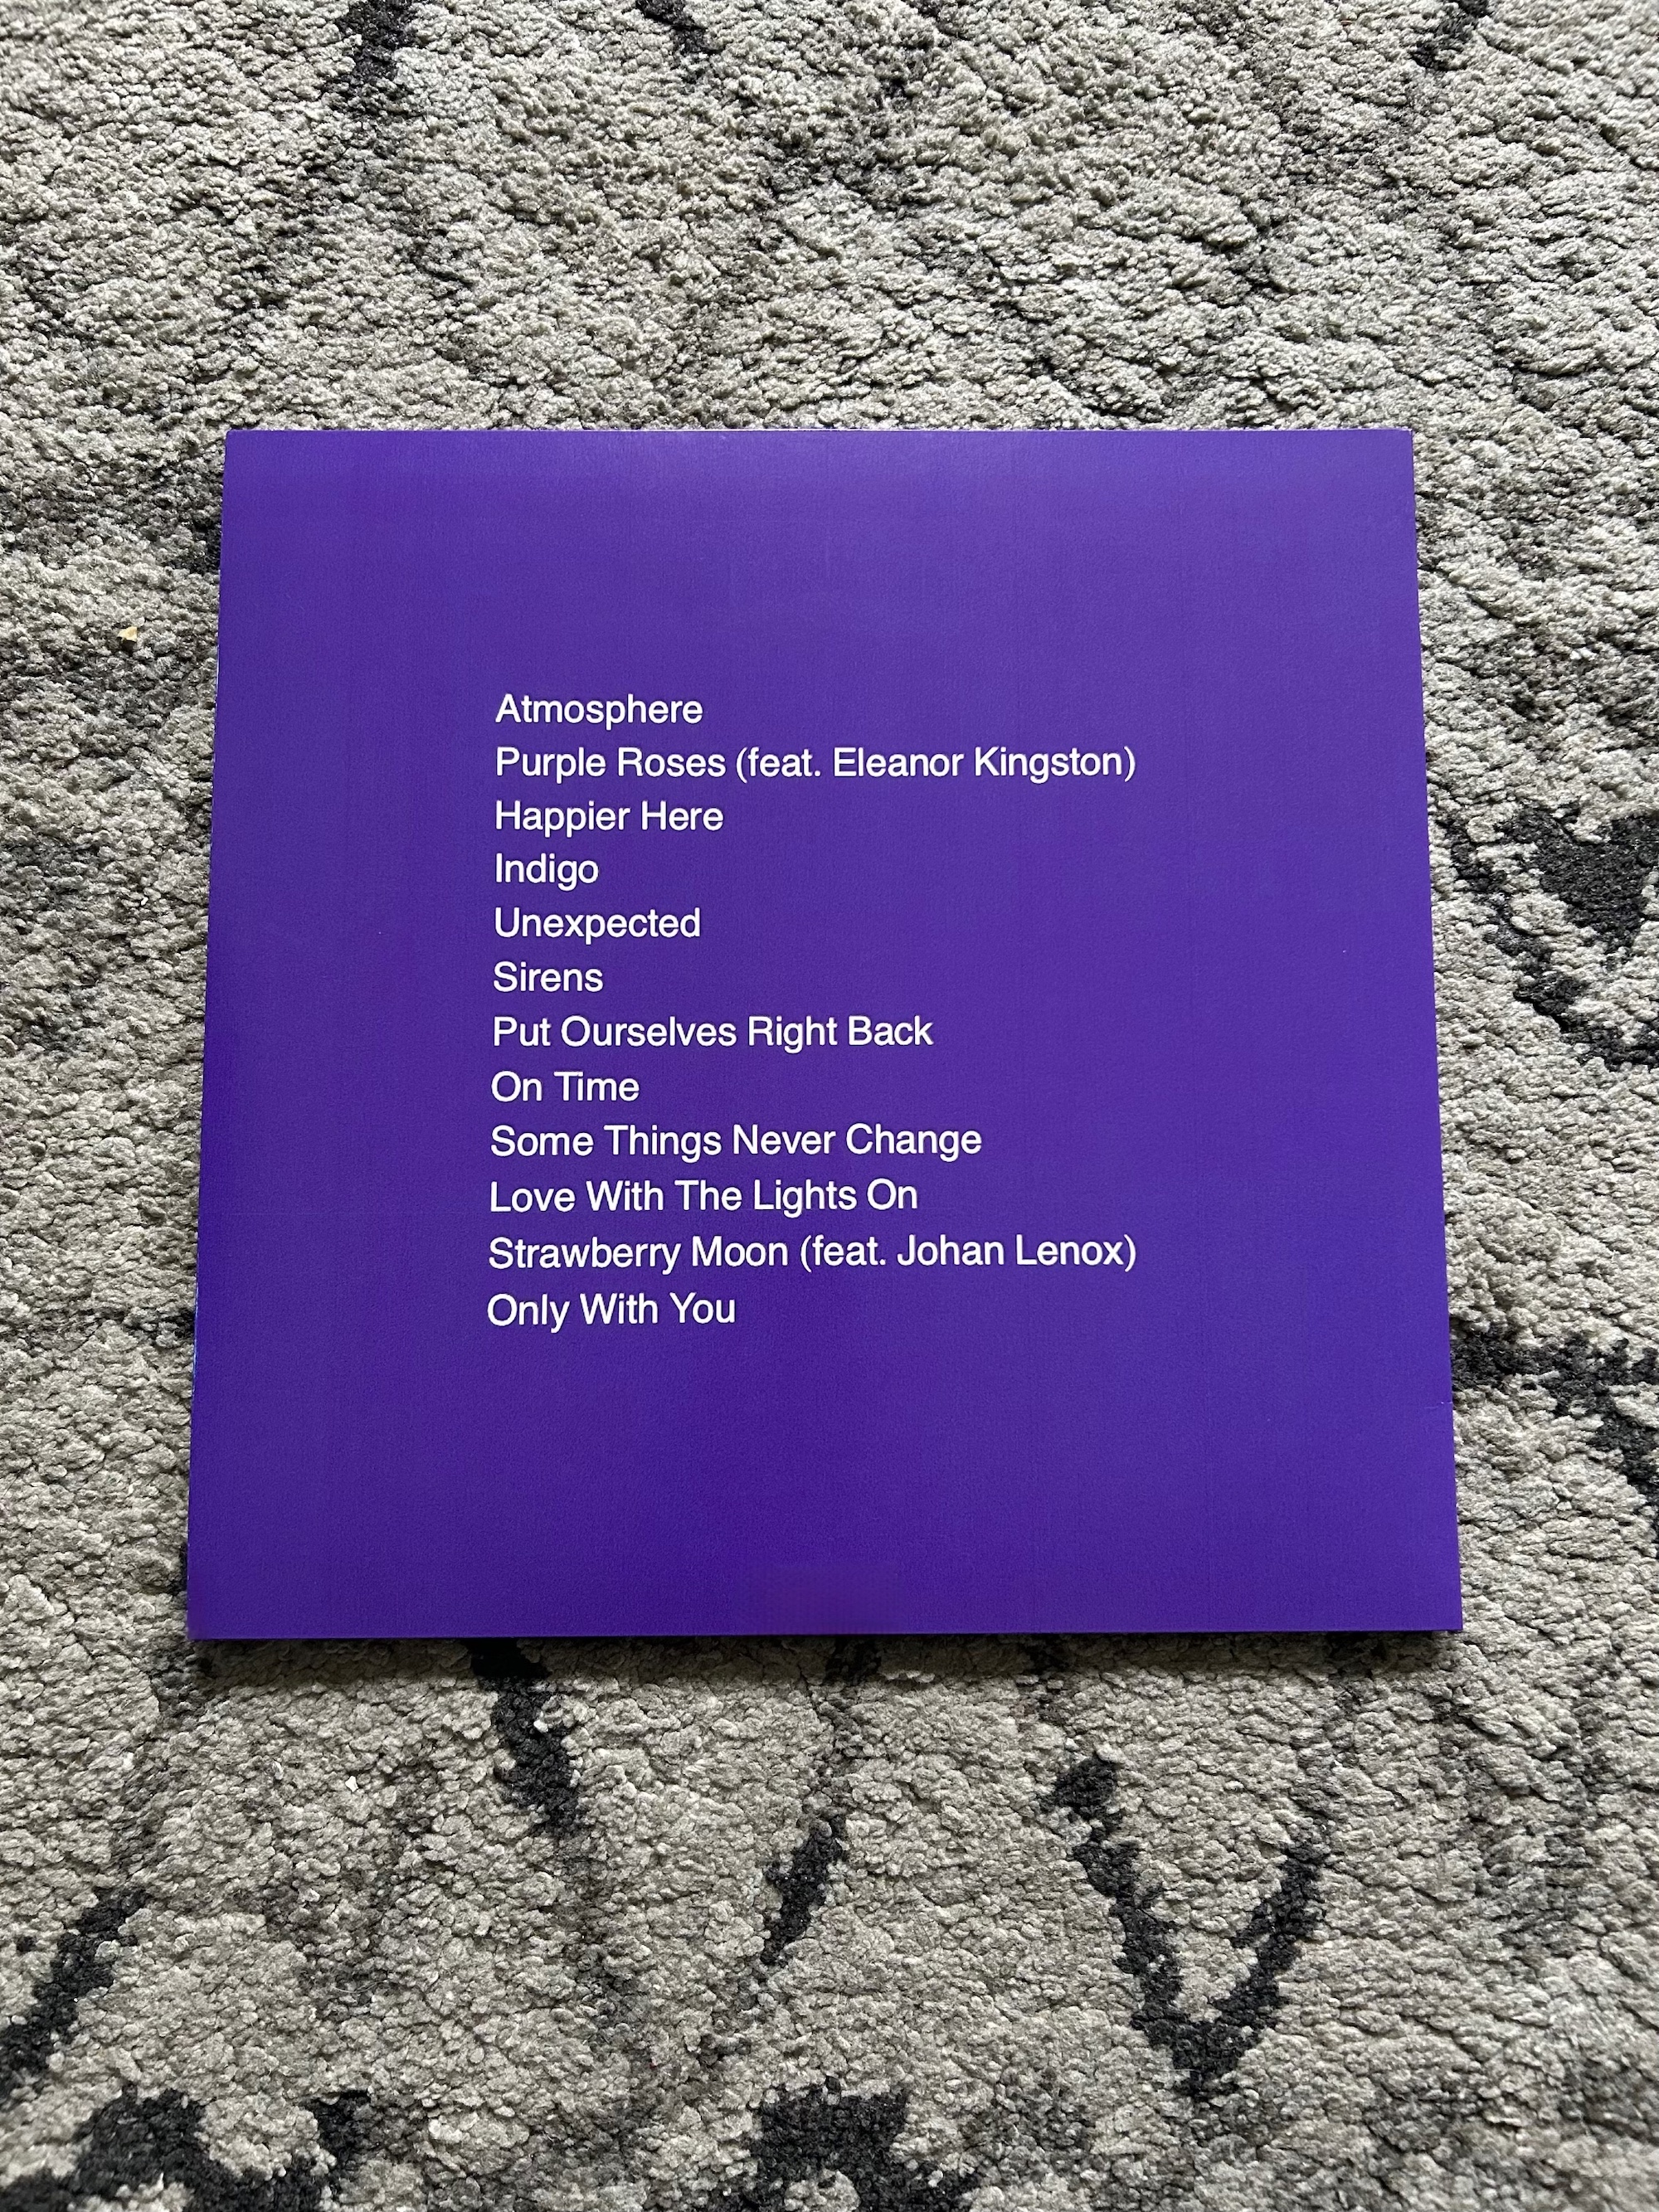 Atmosphere
Purple Roses (feat. Eleanor Kingston)
Happier Here
Indigo
Unexpected
Sirens
Put Ourselves Right Back
On Time
Some Things Never Change
Love With The Lights On
Strawberry Moon (feat. Johan Lenox)
Only With You